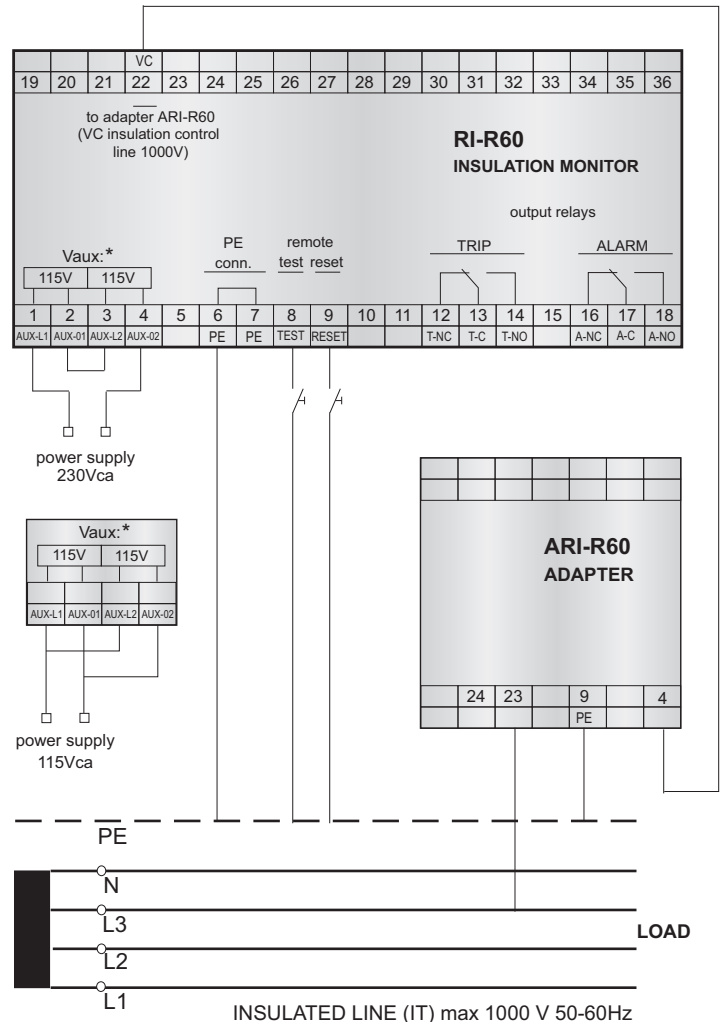 VC
19 20 21 22 23 24 25 26 27 28 29 30 31 32 33 34 35 36
to adapter ARI-R60
(VC insulation control
line 1000V)
RI-R60
INSULATION MONITOR
output relays
Vaux:*
115V 115V
PE
conn.
remote
test reset
TRIP
ALARM
1 2 3 4 5 6 7 8 9 10 11 12 13 14 15 16 17 18
AUX-L1 AUX-01 AUX-L2 AUX-02 PE PE TEST RESET T-NC T-C T-NO A-NC A-C A-NO
power supply
230Vca
Vaux:*
115V 115V
AUX-L1 AUX-01 AUX-L2 AUX-02
power supply
115Vca
ARI-R60
ADAPTER
24 23 9 4
PE
PE
N
L3
LOAD
L2
L1
INSULATED LINE (IT) max 1000 V 50-60Hz